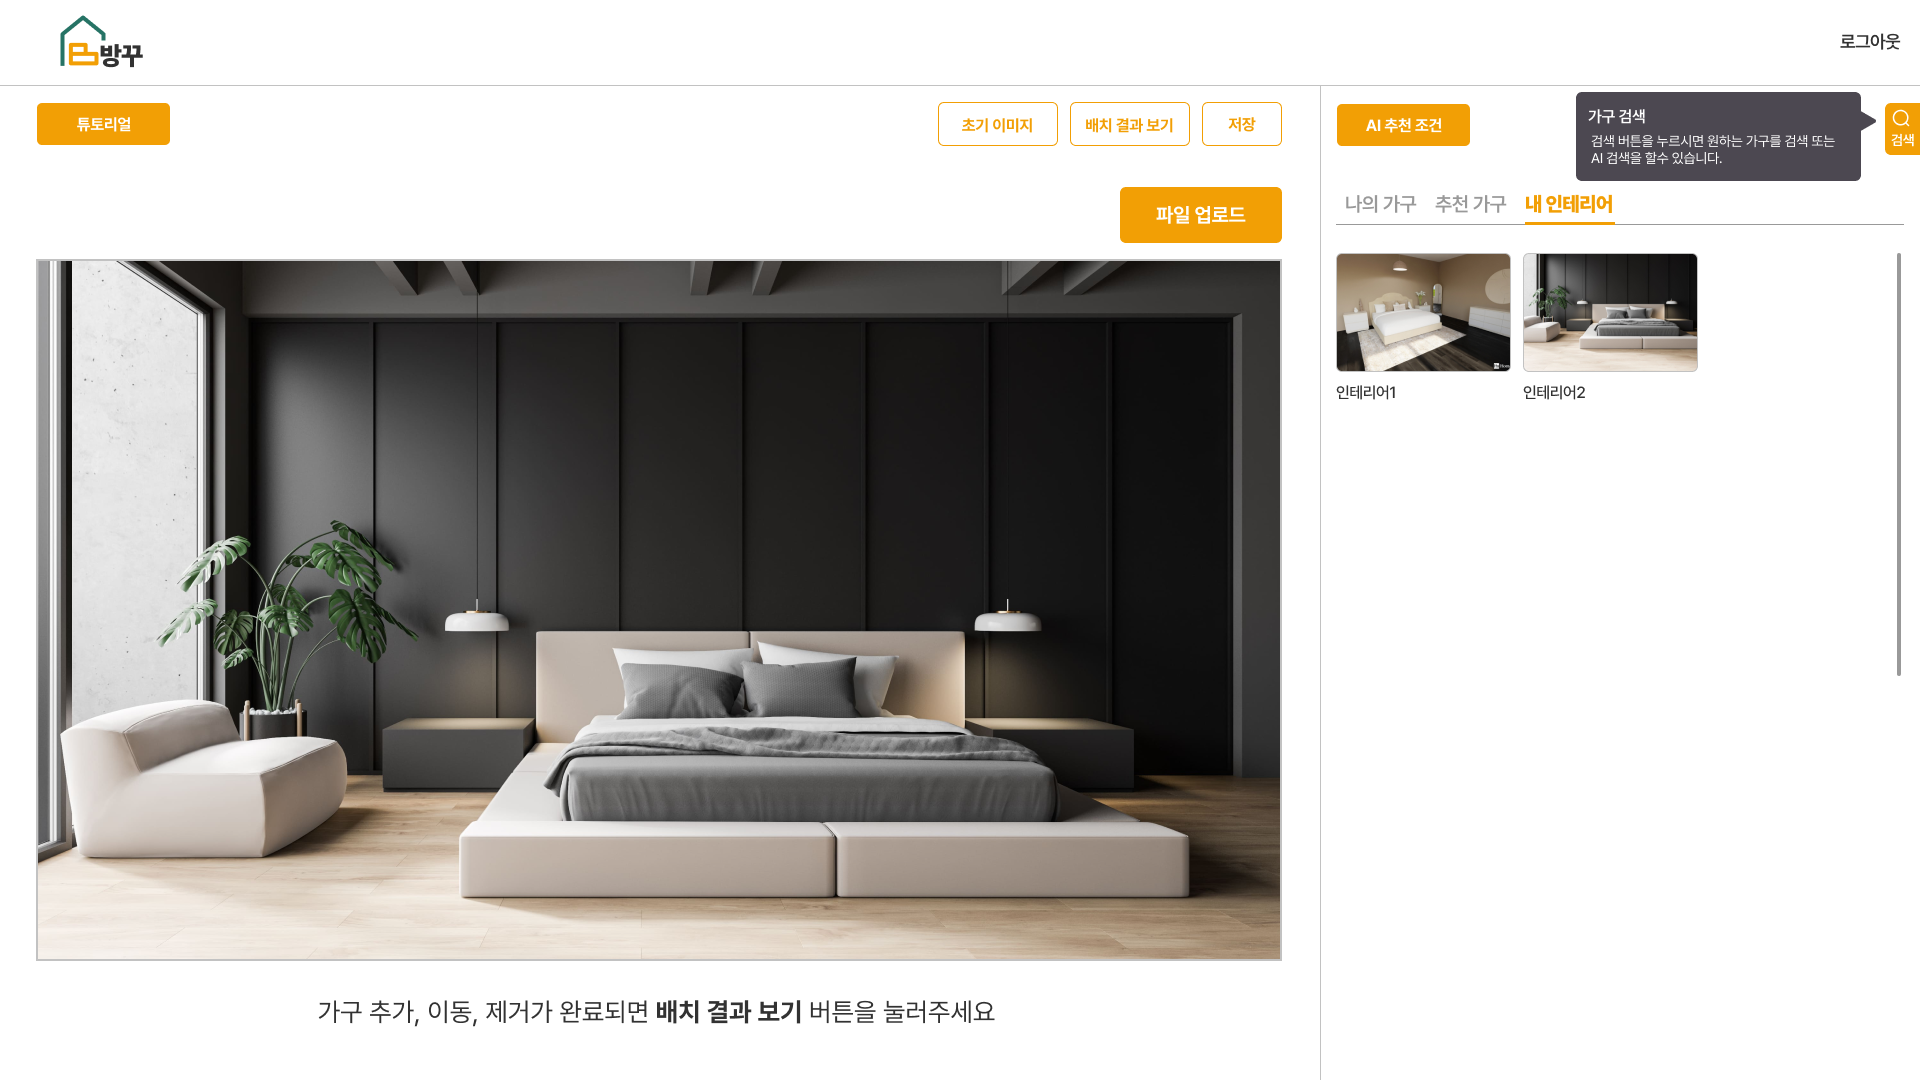 방꾸
로그아웃
튜토리얼
초기 이미지
배치 결과 보기
저장
파일 업로드
AI 추천 조건
가구 검색
검색 버튼을 누르시면 원하는 가구를 검색 또는
AI 검색을 할수 있습니다.
검색
나의 가구
추천 가구
내 인테리어
인테리어1
인테리어2
가구 추가, 이동, 제거가 완료되면 배치 결과 보기 버튼을 눌러주세요